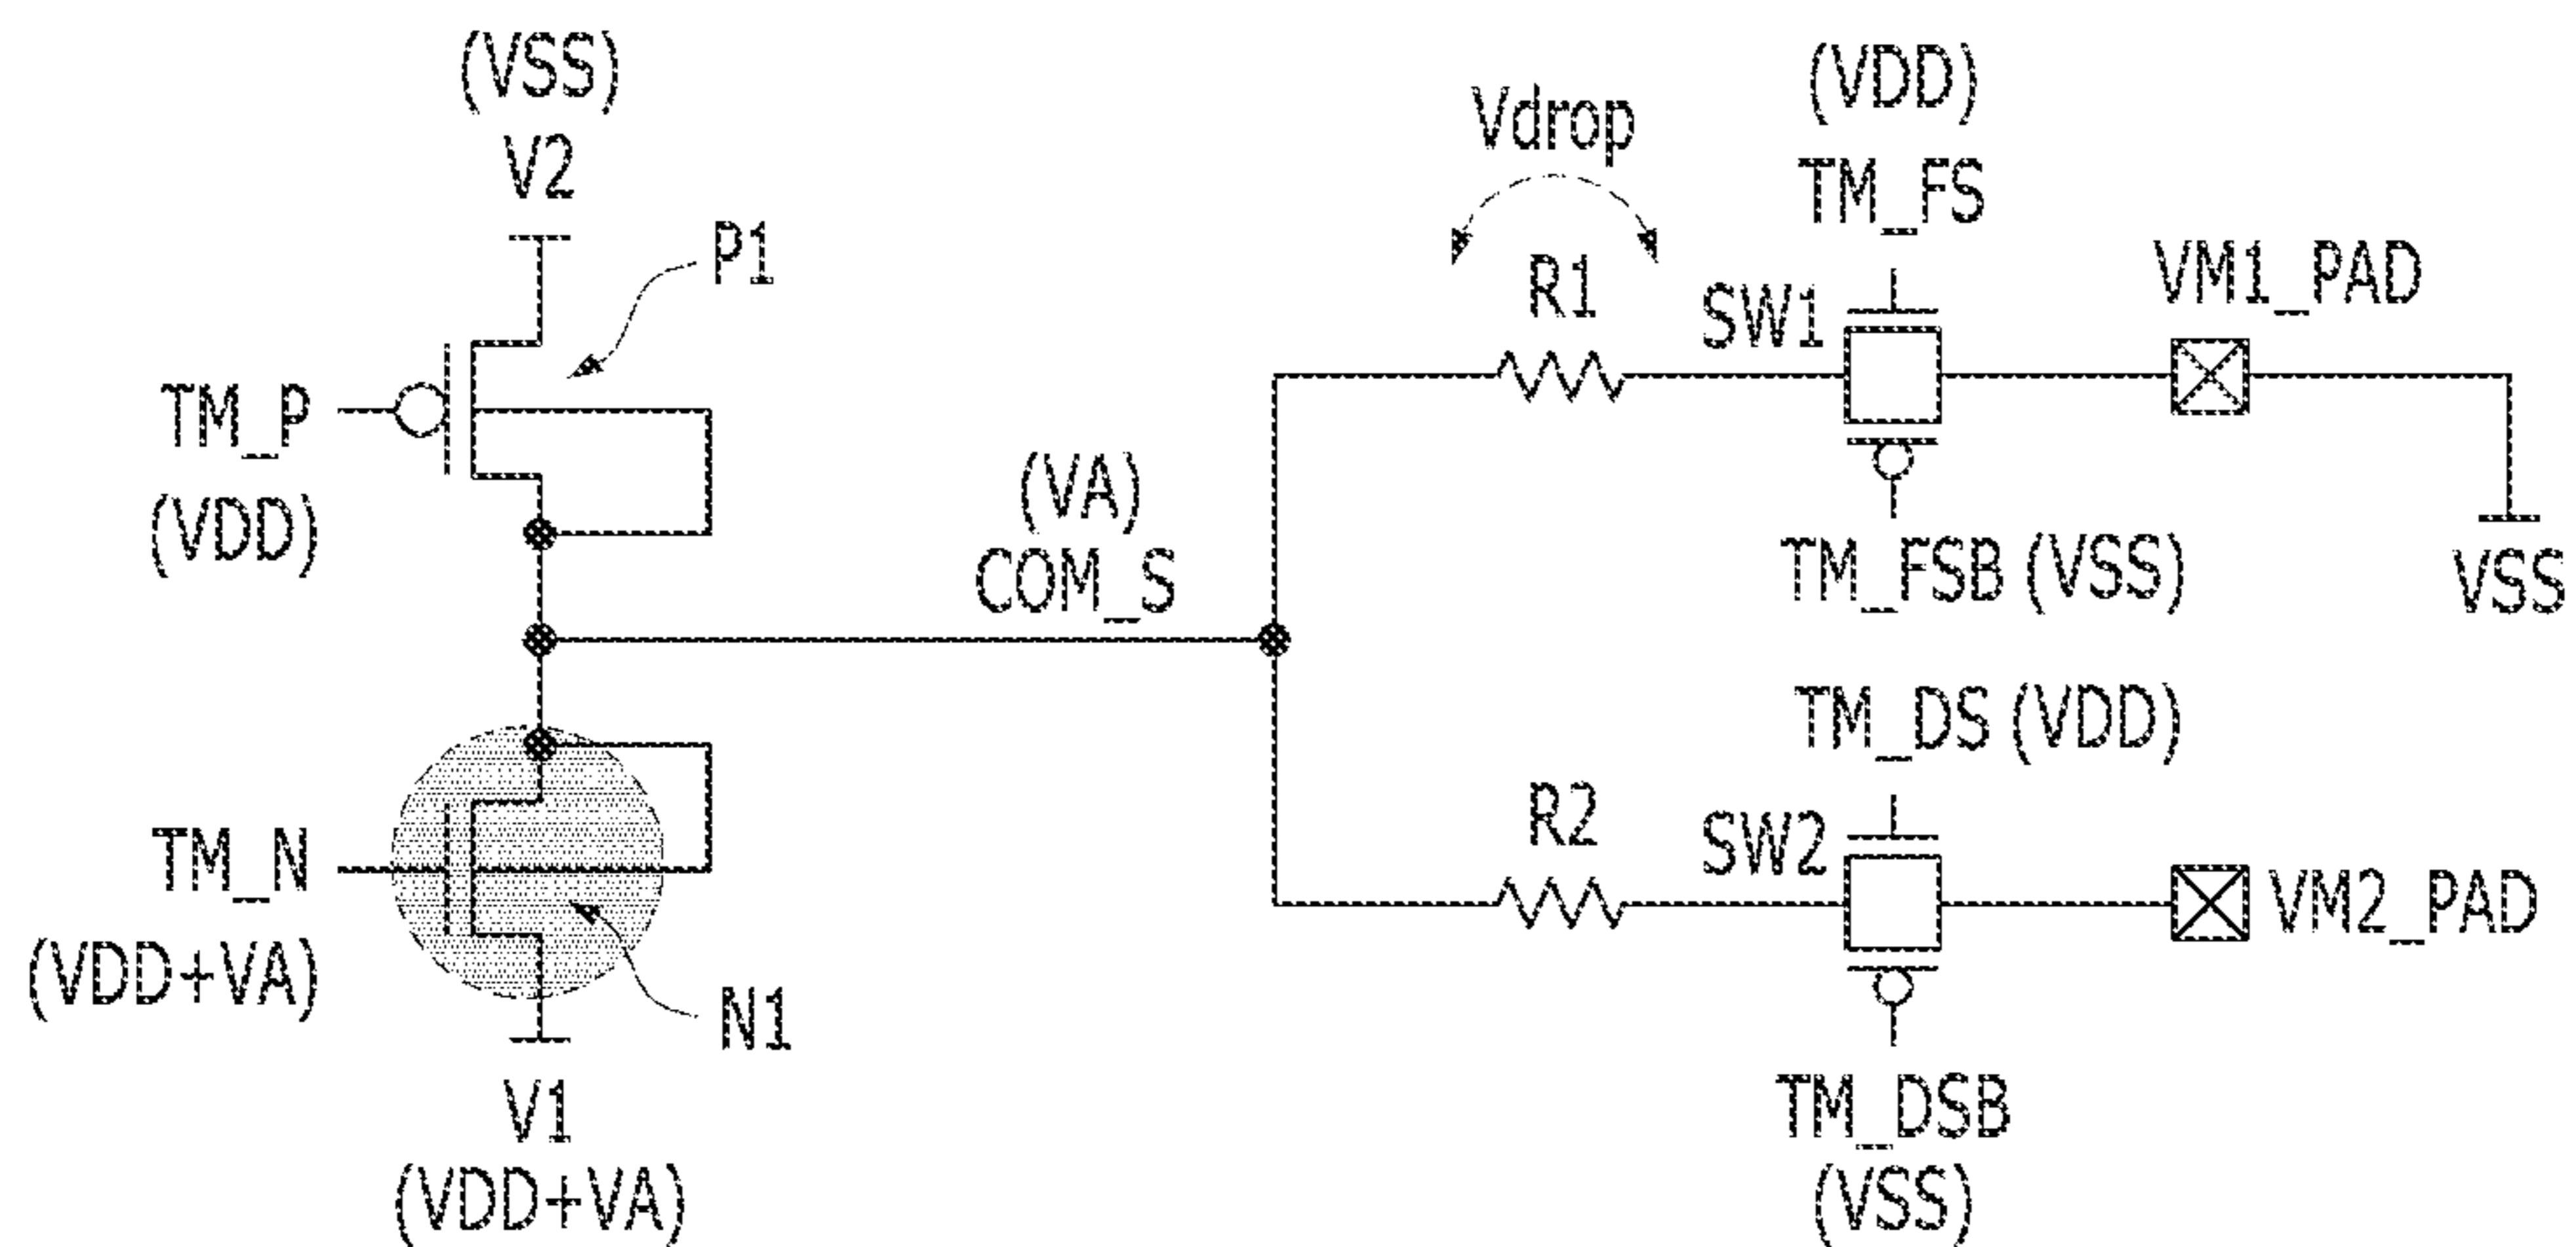 (VSS)
V2
P1
TM_P
(VDD)
(VA)
COM_S
TM_N
(VDD+VA)
N1
V1
(VDD+VA)
Vdrop
R1
(VDD)
TM_FS
SW1
VM1_PAD
TM_FSB (VSS)
VSS
TM_DS (VDD)
R2
SW2
VM2_PAD
TM_DSB
(VSS)